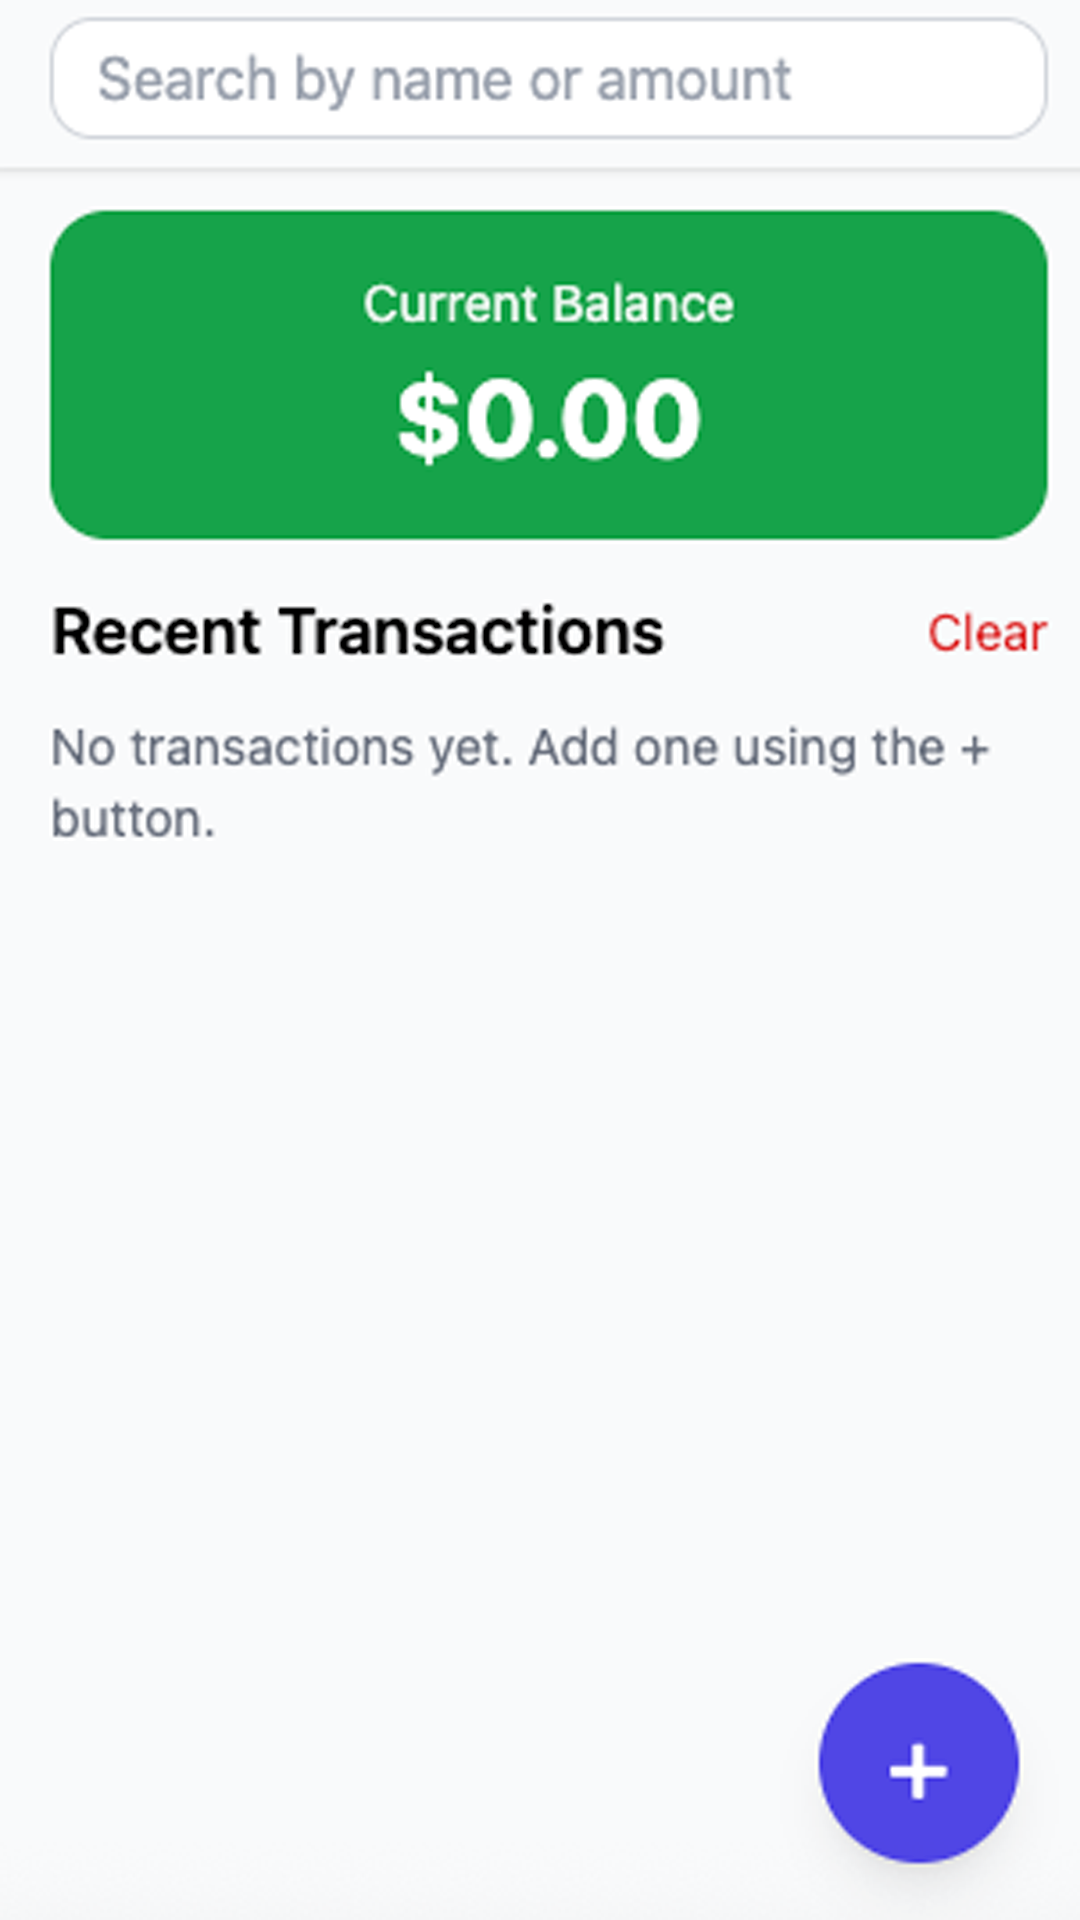 Search by name or amount
Current Balance
$0.00
Recent Transactions
Clear
No transactions yet. Add one using the +
button.
+